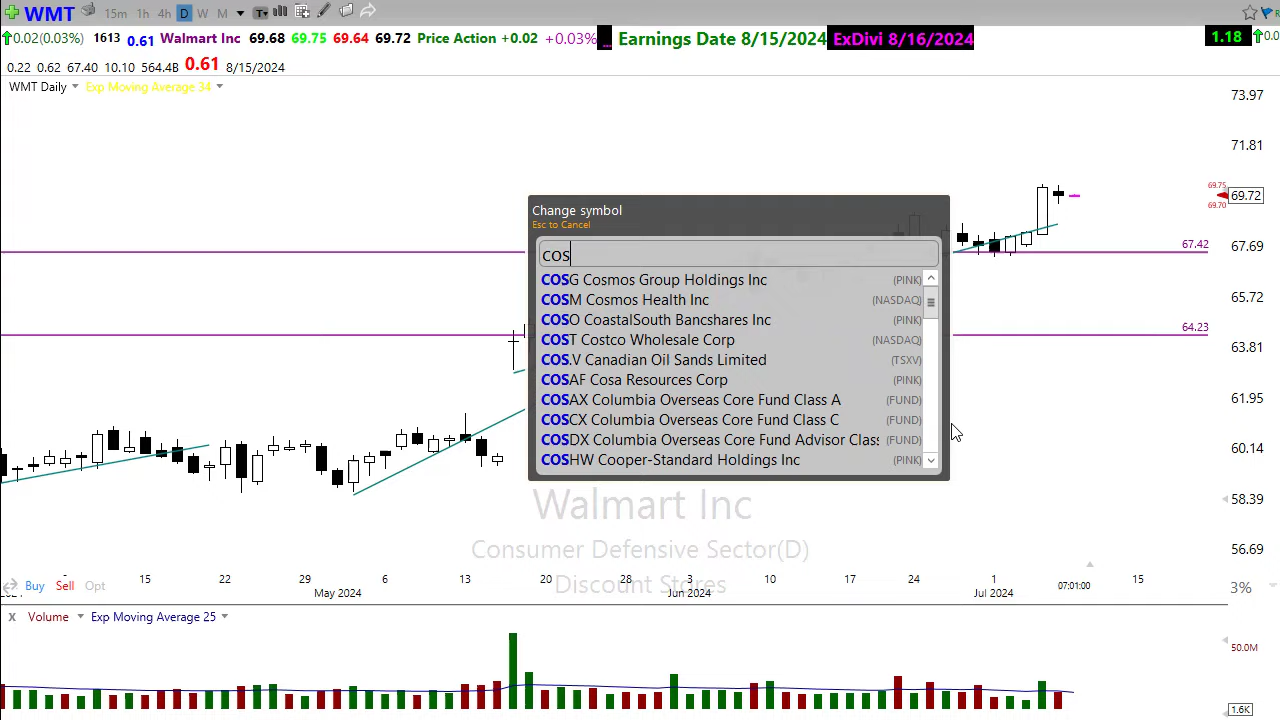 WMT 15m 1h 4h D W M
0.02(0.03%) 1613 0.61 Walmart Inc 69.68 69.75 69.64 69.72 Price Action +0.02 +0.03% ... Earnings Date 8/15/2024 ExDivi 8/16/2024 1.18
0.22 0.62 67.40 10.10 564.4B 0.61 8/15/2024
WMT Daily Exp Moving Average 34
73.97
71.81
69.75
69.72
69.70
67.42
67.69
65.72
64.23
63.81
61.95
60.14
58.39
56.69
Change symbol
Esc to Cancel
COS
COSG Cosmos Group Holdings Inc (PINK)
COSM Cosmos Health Inc (NASDAQ)
COSO CoastalSouth Bancshares Inc (PINK)
COST Costco Wholesale Corp (NASDAQ)
COS.V Canadian Oil Sands Limited (TSXV)
COSAF Cosa Resources Corp (PINK)
COSAX Columbia Overseas Core Fund Class A (FUND)
COSCX Columbia Overseas Core Fund Class C (FUND)
COSDX Columbia Overseas Core Fund Advisor Class (FUND)
COSHW Cooper-Standard Holdings Inc (PINK)
Walmart Inc
Consumer Defensive Sector(D)
Discount Stores
15 22 29 6 13 20 28 3 10 17 24 1 15
Buy Sell Opt
May 2024 Jun 2024 Jul 2024 07:01:00
3%
X Volume Exp Moving Average 25
50.0M
1.6K